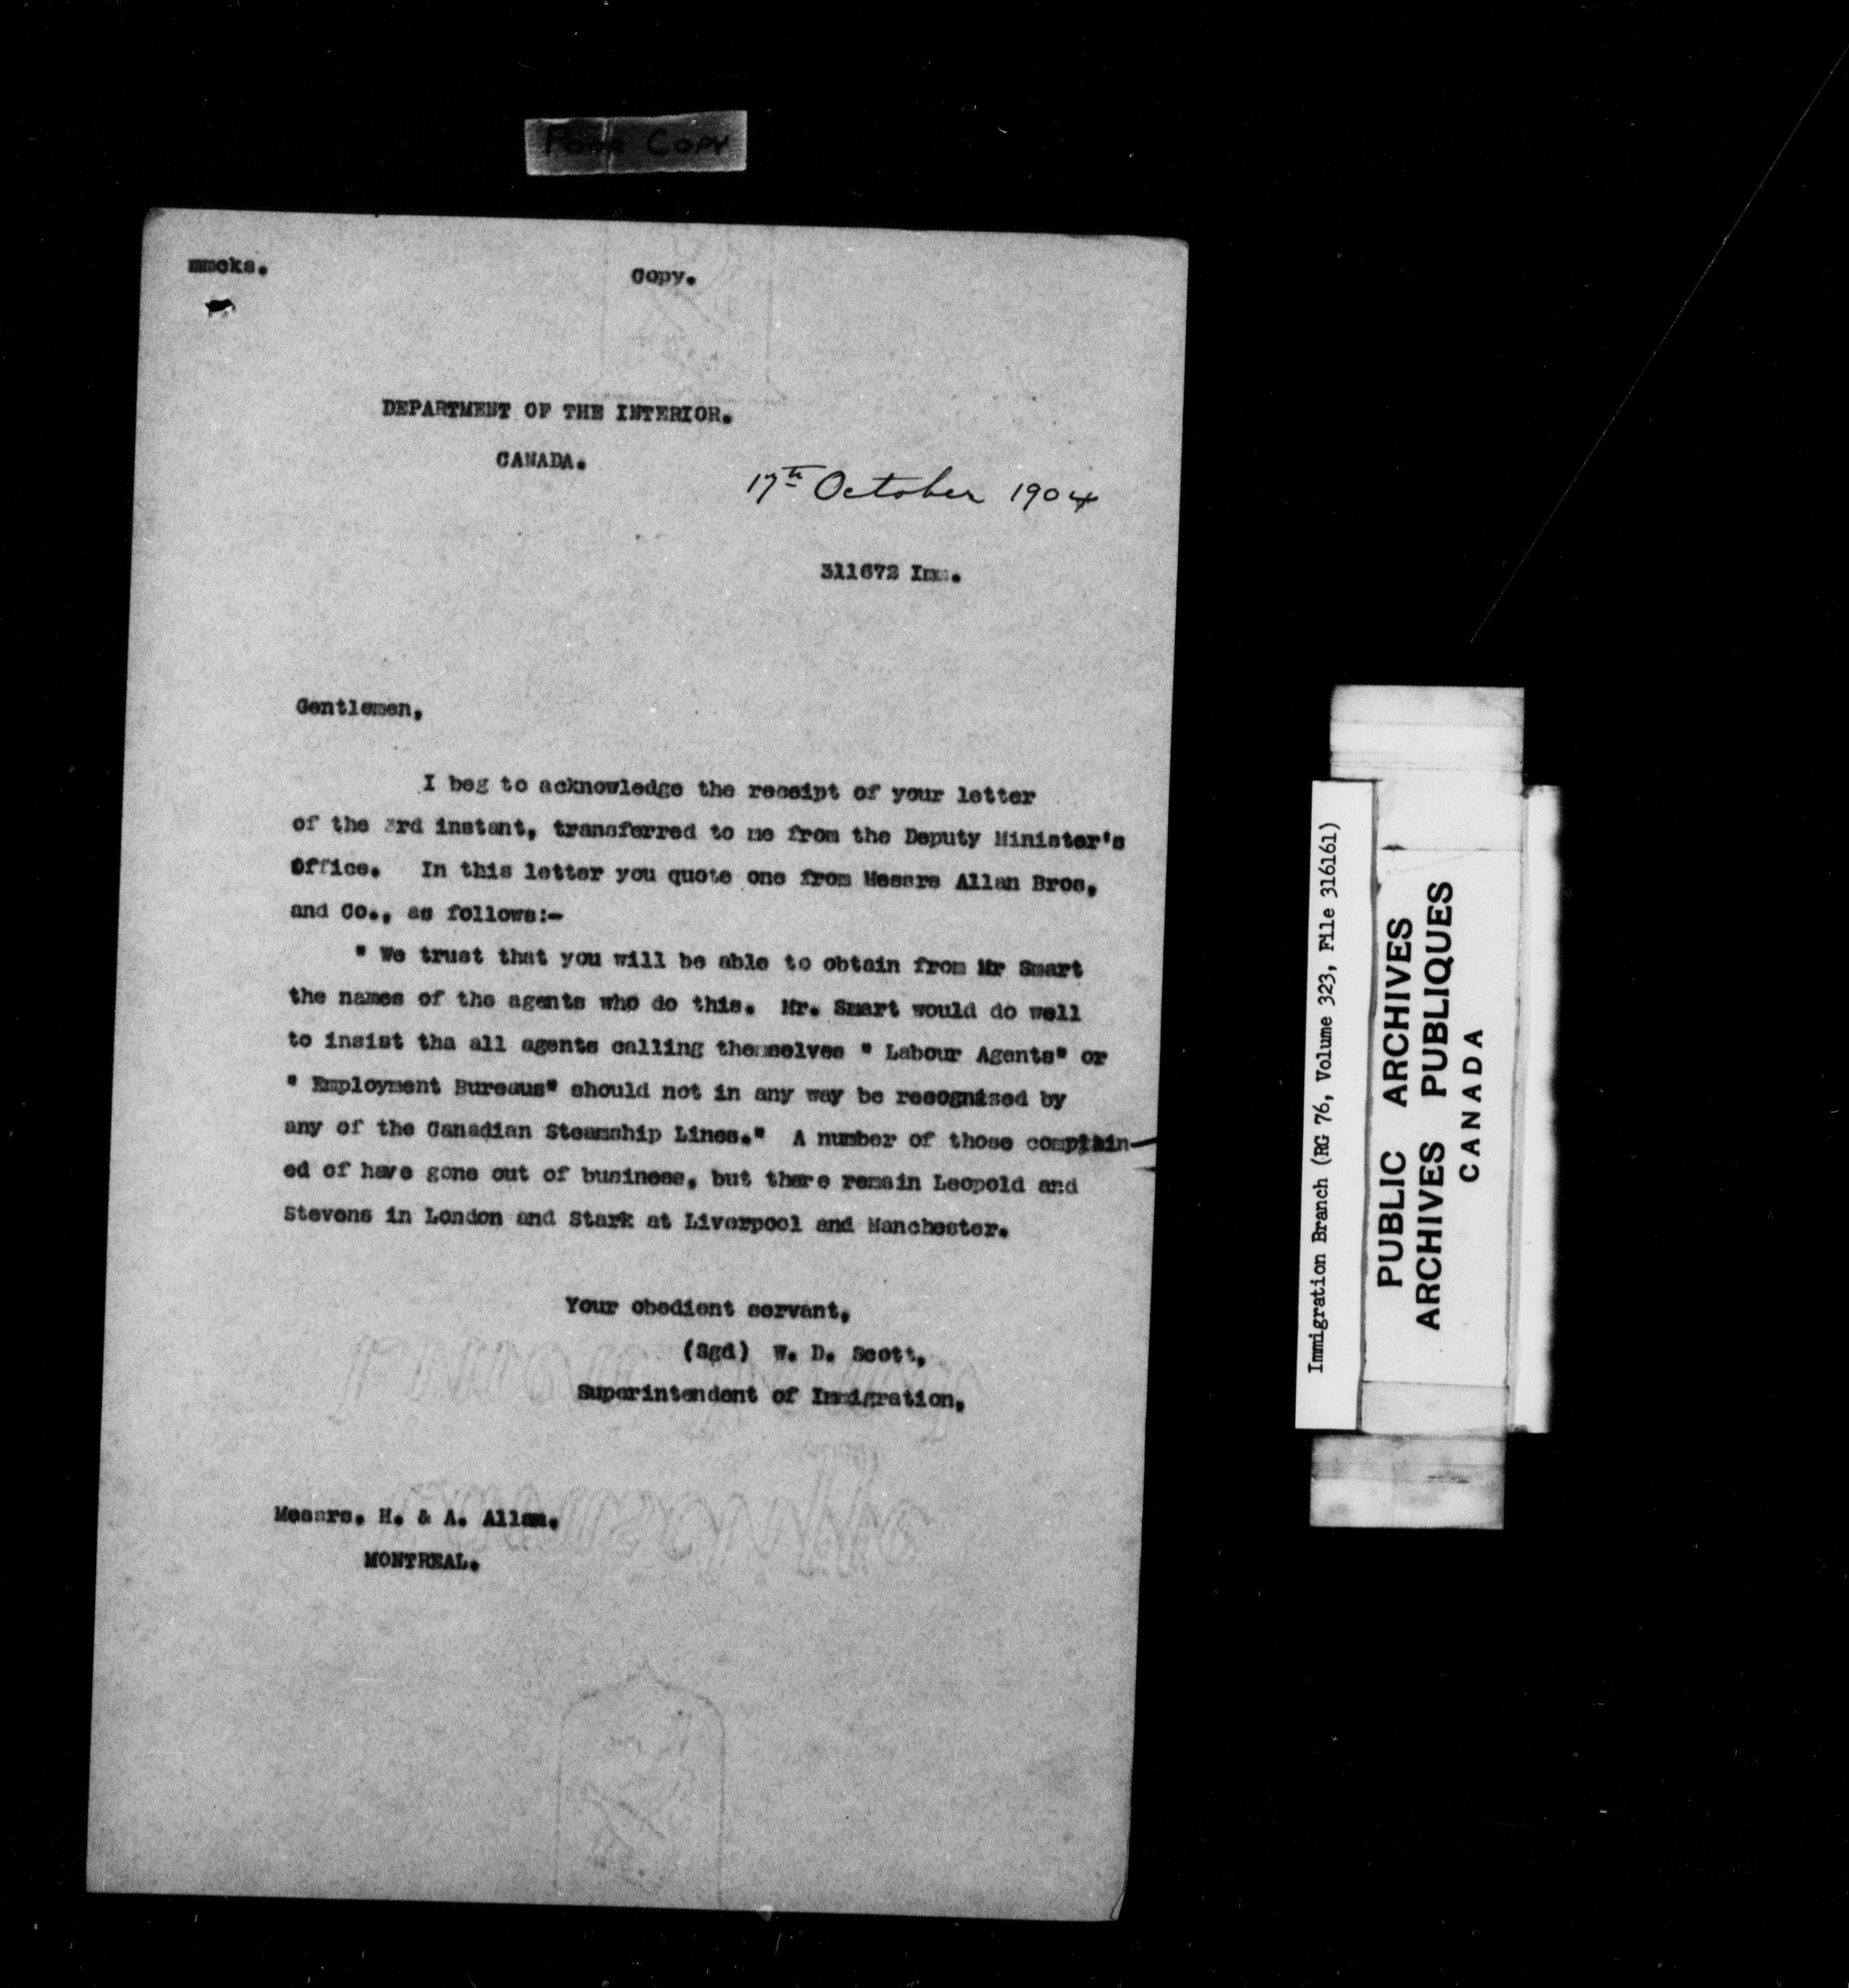 Poor Copy
mmcks.
Copy.
DEPARTMENT OF THE INTERIOR.
CANADA.
17th October 1904
311672 Imm.
Gentlemen,
I beg to acknowledge the receipt of your letter
of the 3rd instant, transferred to me from the Deputy Minister's
Office. In this letter you quote one from Messrs Allan Bros,
and Co., as follows:-
" We trust that you will be able to obtain from Mr Smart
the names of the agents who do this. Mr. Smart would do well
to insist tha all agents calling themselves " Labour Agents" or
" Employment Bureaus" should not in any way be recognised by
any of the Canadian Steamship Lines." A number of those complain-
ed of have gone out of business, but there remain Leopold and
Stevens in London and Stark at Liverpool and Manchester.
Your obedient servant,
(Sgd) W. D. Scott,
Superintendent of Immigration,
Messrs. H. & A. Allan.
MONTREAL.
Immigration Branch (RG 76, Volume 323, File 316161)
PUBLIC ARCHIVES
ARCHIVES PUBLIQUES
CANADA